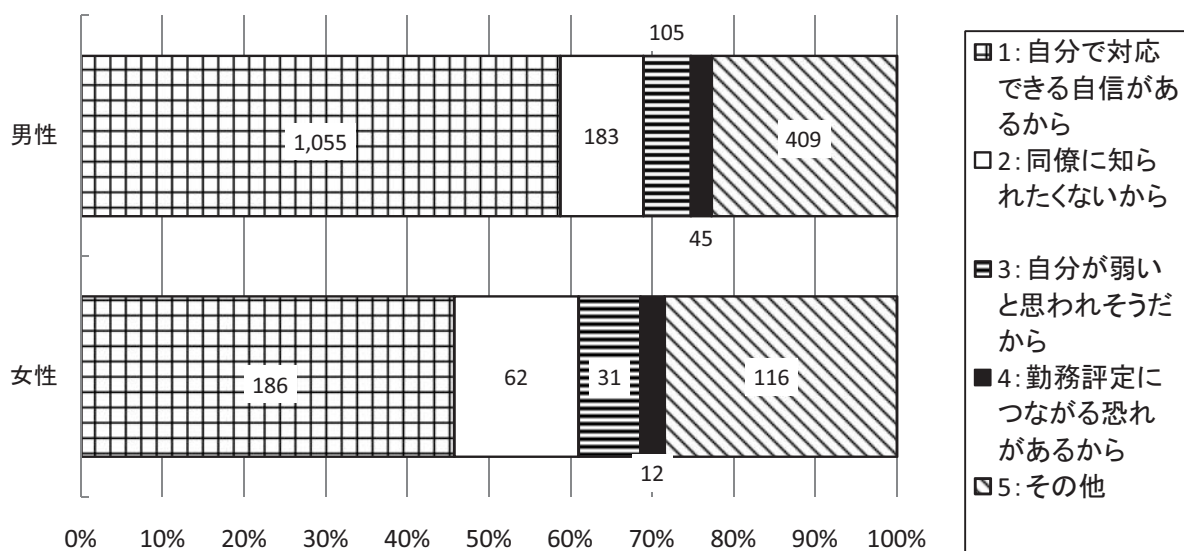 105
男性
1,055
183
409
45
女性
186
62
31
116
12
0% 10% 20% 30% 40% 50% 60% 70% 80% 90% 100%
1:自分で対応
できる自信があ
るから
2:同僚に知ら
れたくないから
3:自分が弱い
と思われそうだ
から
4:勤務評定に
つながる恐れ
があるから
5:その他